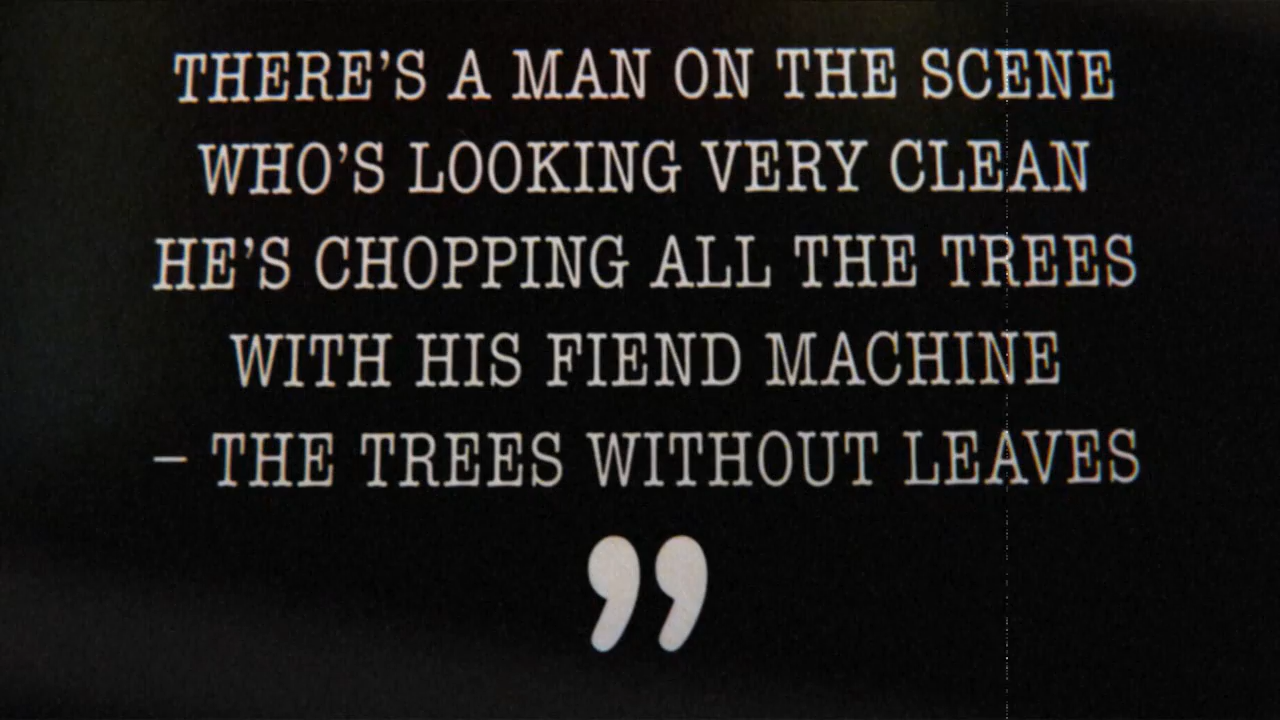 THERE’S A MAN ON THE SCENE
WHO’S LOOKING VERY CLEAN
HE’S CHOPPING ALL THE TREES
WITH HIS FIEND MACHINE
– THE TREES WITHOUT LEAVES
”